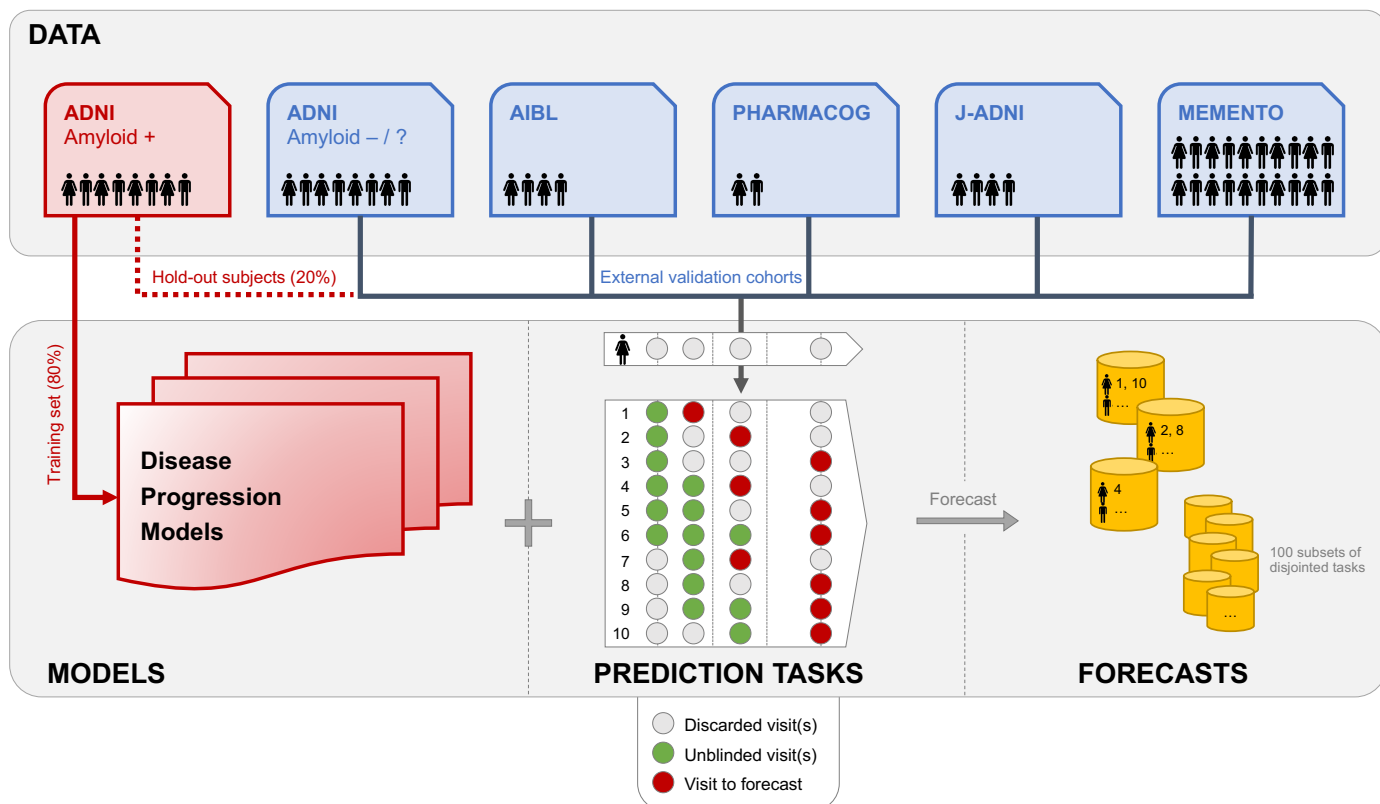 DATA
ADNI
Amyloid +
ADNI
Amyloid – / ?
AIBL
PHARMACOG
J-ADNI
MEMENTO
Hold-out subjects (20%)
External validation cohorts
Training set (80%)
Disease
Progression
Models
1
2
3
4
5
6
7
8
9
10
Forecast
1, 10
...
2, 8
...
4
...
100 subsets of
disjointed tasks
...
MODELS
PREDICTION TASKS
FORECASTS
Discarded visit(s)
Unblinded visit(s)
Visit to forecast